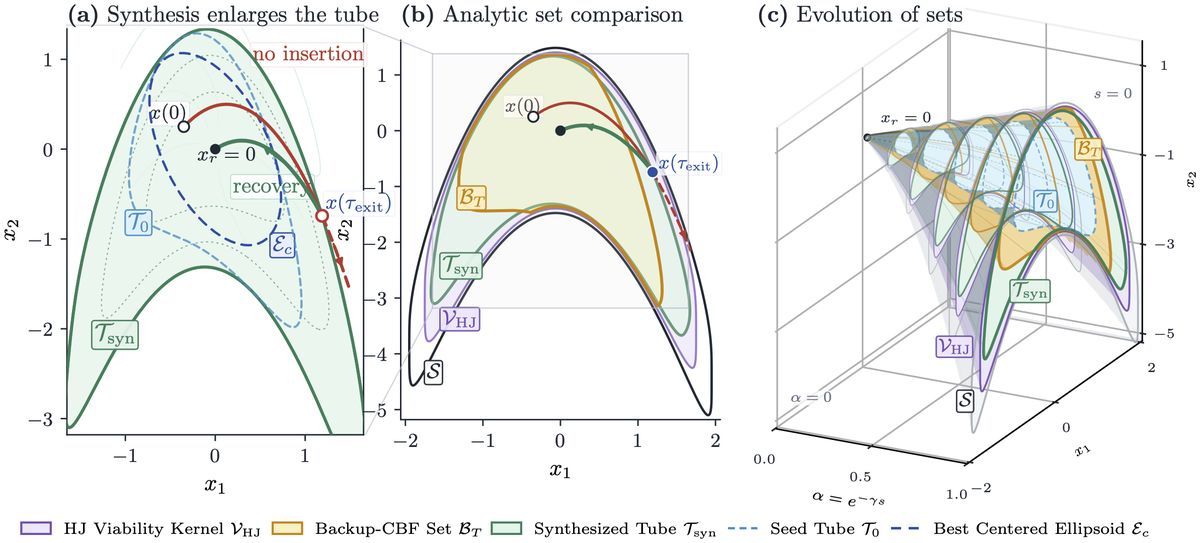 (a) Synthesis enlarges the tube
no insertion
x(0)
x_r = 0
recovery
x(τ_exit)
𝒯_0
ℰ_c
𝒯_syn
x_2
1
0
−1
−2
−3
−1
0
1
x_1
(b) Analytic set comparison
x(0)
x(τ_exit)
ℬ_T
𝒯_syn
𝒱_HJ
𝒮
x_2
1
0
−1
−2
−3
−4
−5
−2
−1
0
1
2
x_1
(c) Evolution of sets
s = 0
x_r = 0
ℬ_T
𝒯_0
𝒯_syn
𝒱_HJ
𝒮
α = 0
1
−1
−3
−5
x_2
2
0
−2
x_1
0.0
0.5
1.0
α = e^{−γs}
HJ Viability Kernel 𝒱_HJ
Backup-CBF Set ℬ_T
Synthesized Tube 𝒯_syn
Seed Tube 𝒯_0
Best Centered Ellipsoid ℰ_c